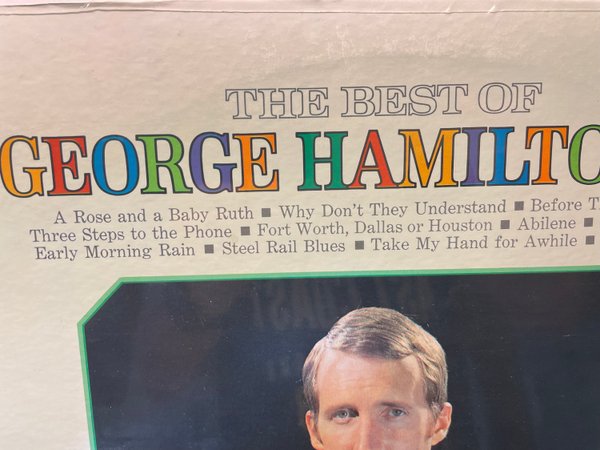 THE BEST OF
GEORGE HAMILTO
A Rose and a Baby Ruth ■ Why Don't They Understand ■ Before T
Three Steps to the Phone ■ Fort Worth, Dallas or Houston ■ Abilene ■
Early Morning Rain ■ Steel Rail Blues ■ Take My Hand for Awhile ■